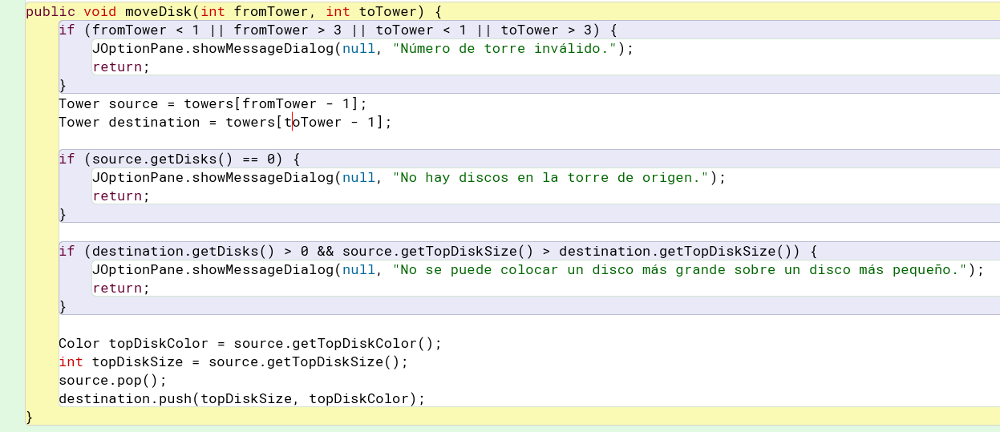 public void moveDisk(int fromTower, int toTower) {
    if (fromTower < 1 || fromTower > 3 || toTower < 1 || toTower > 3) {
        JOptionPane.showMessageDialog(null, "Número de torre inválido.");
        return;
    }
    Tower source = towers[fromTower - 1];
    Tower destination = towers[toTower - 1];

    if (source.getDisks() == 0) {
        JOptionPane.showMessageDialog(null, "No hay discos en la torre de origen.");
        return;
    }

    if (destination.getDisks() > 0 && source.getTopDiskSize() > destination.getTopDiskSize()) {
        JOptionPane.showMessageDialog(null, "No se puede colocar un disco más grande sobre un disco más pequeño.");
        return;
    }

    Color topDiskColor = source.getTopDiskColor();
    int topDiskSize = source.getTopDiskSize();
    source.pop();
    destination.push(topDiskSize, topDiskColor);
}